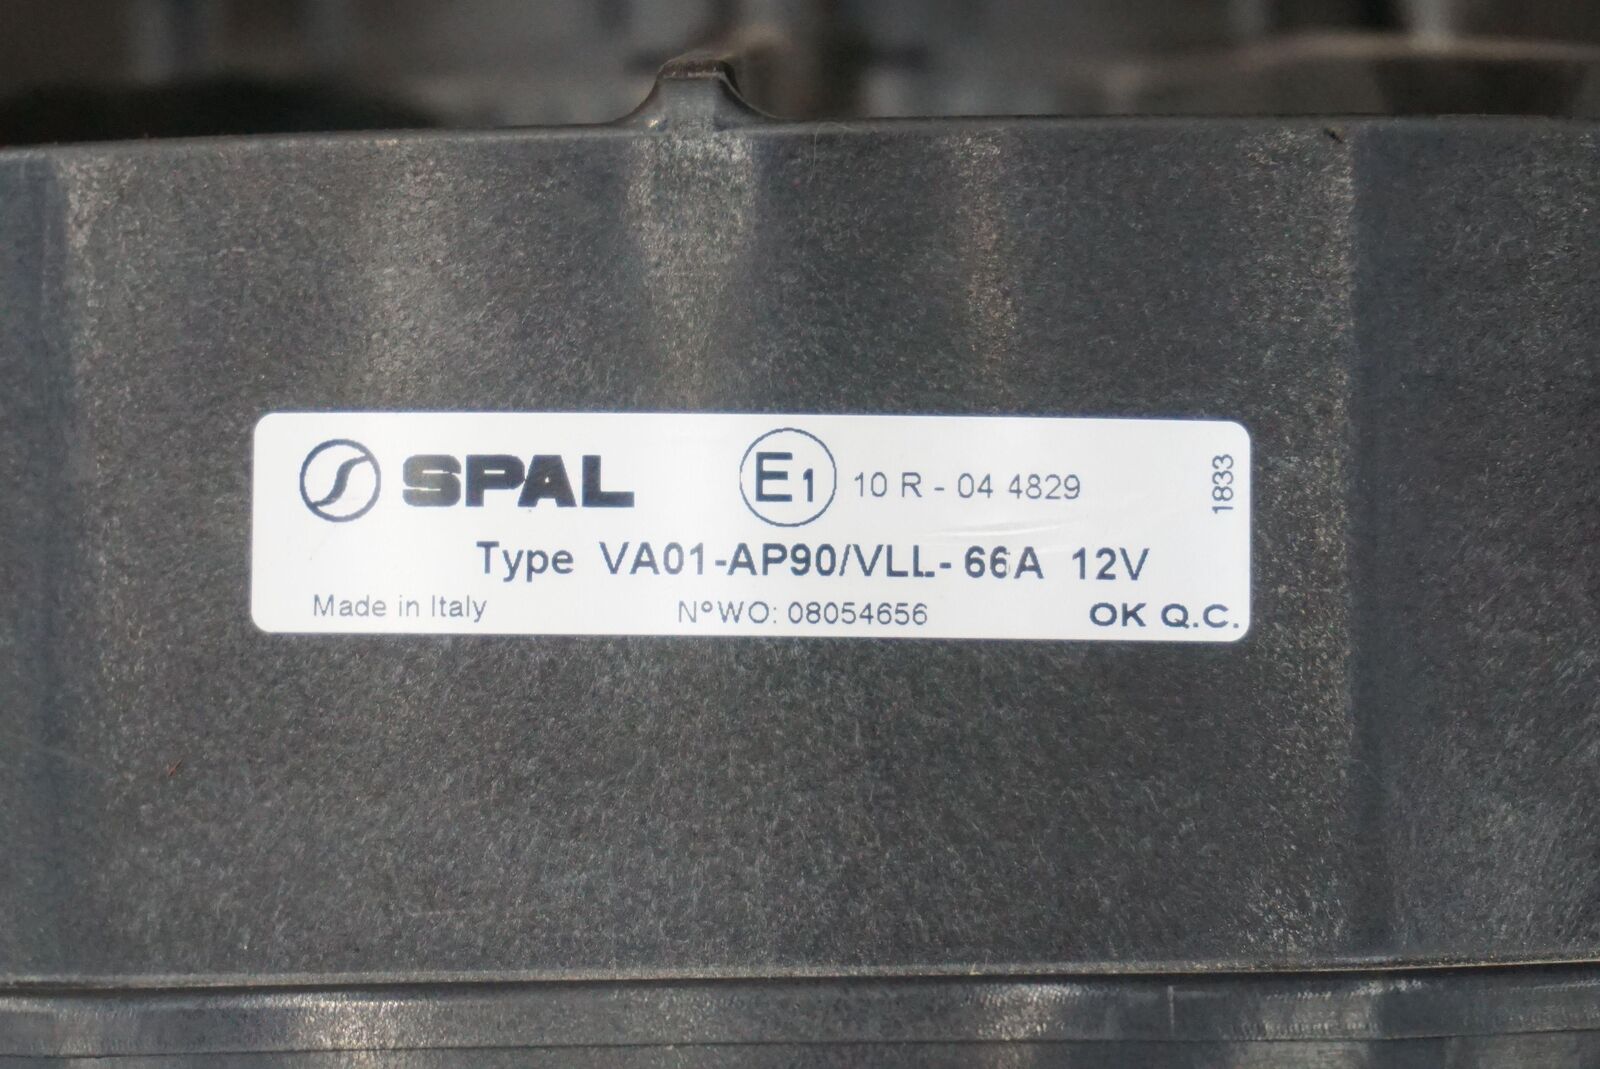 SPAL E1 10 R - 04 4829
1833
Type VA01-AP90/VLL- 66A 12V
Made in Italy N°WO: 08054656 OK Q.C.